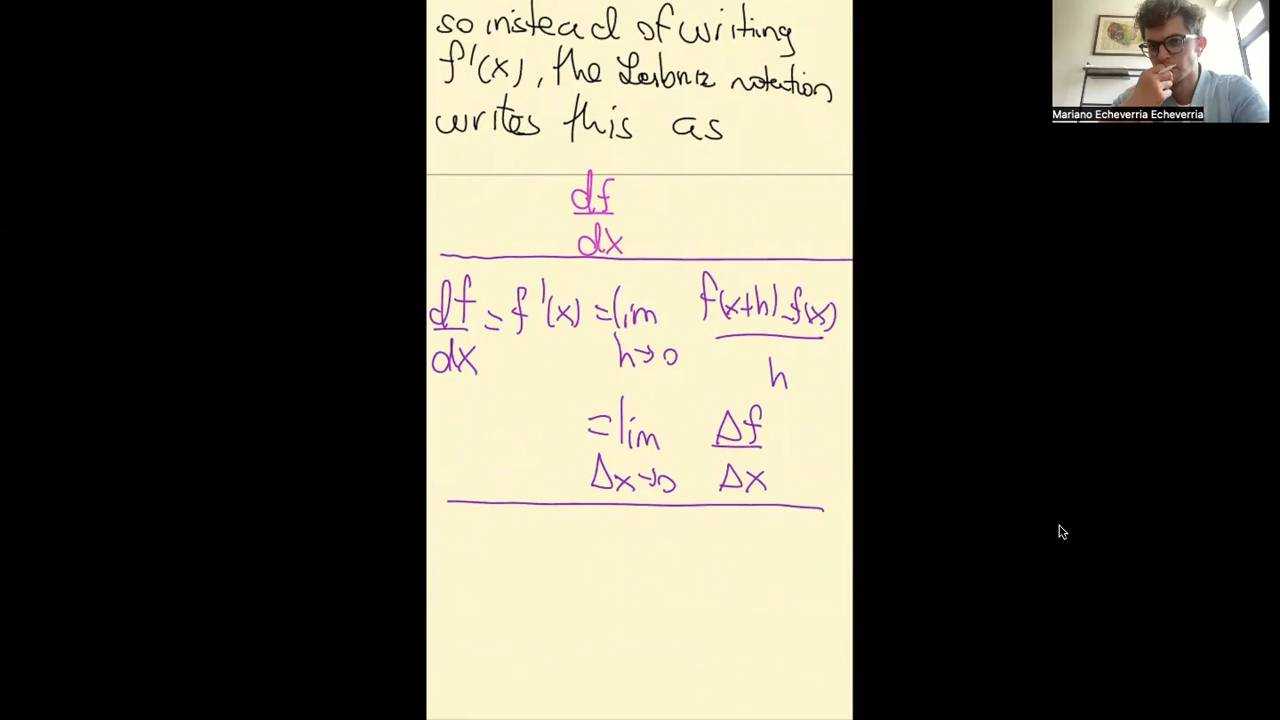 so instead of writing
f'(x), the Leibniz notation
writes this as
df
dx
df = f'(x) = lim f(x+h)-f(x)
dx h→0 h
= lim Δf
Δx→0 Δx
Mariano Echeverria Echeverria